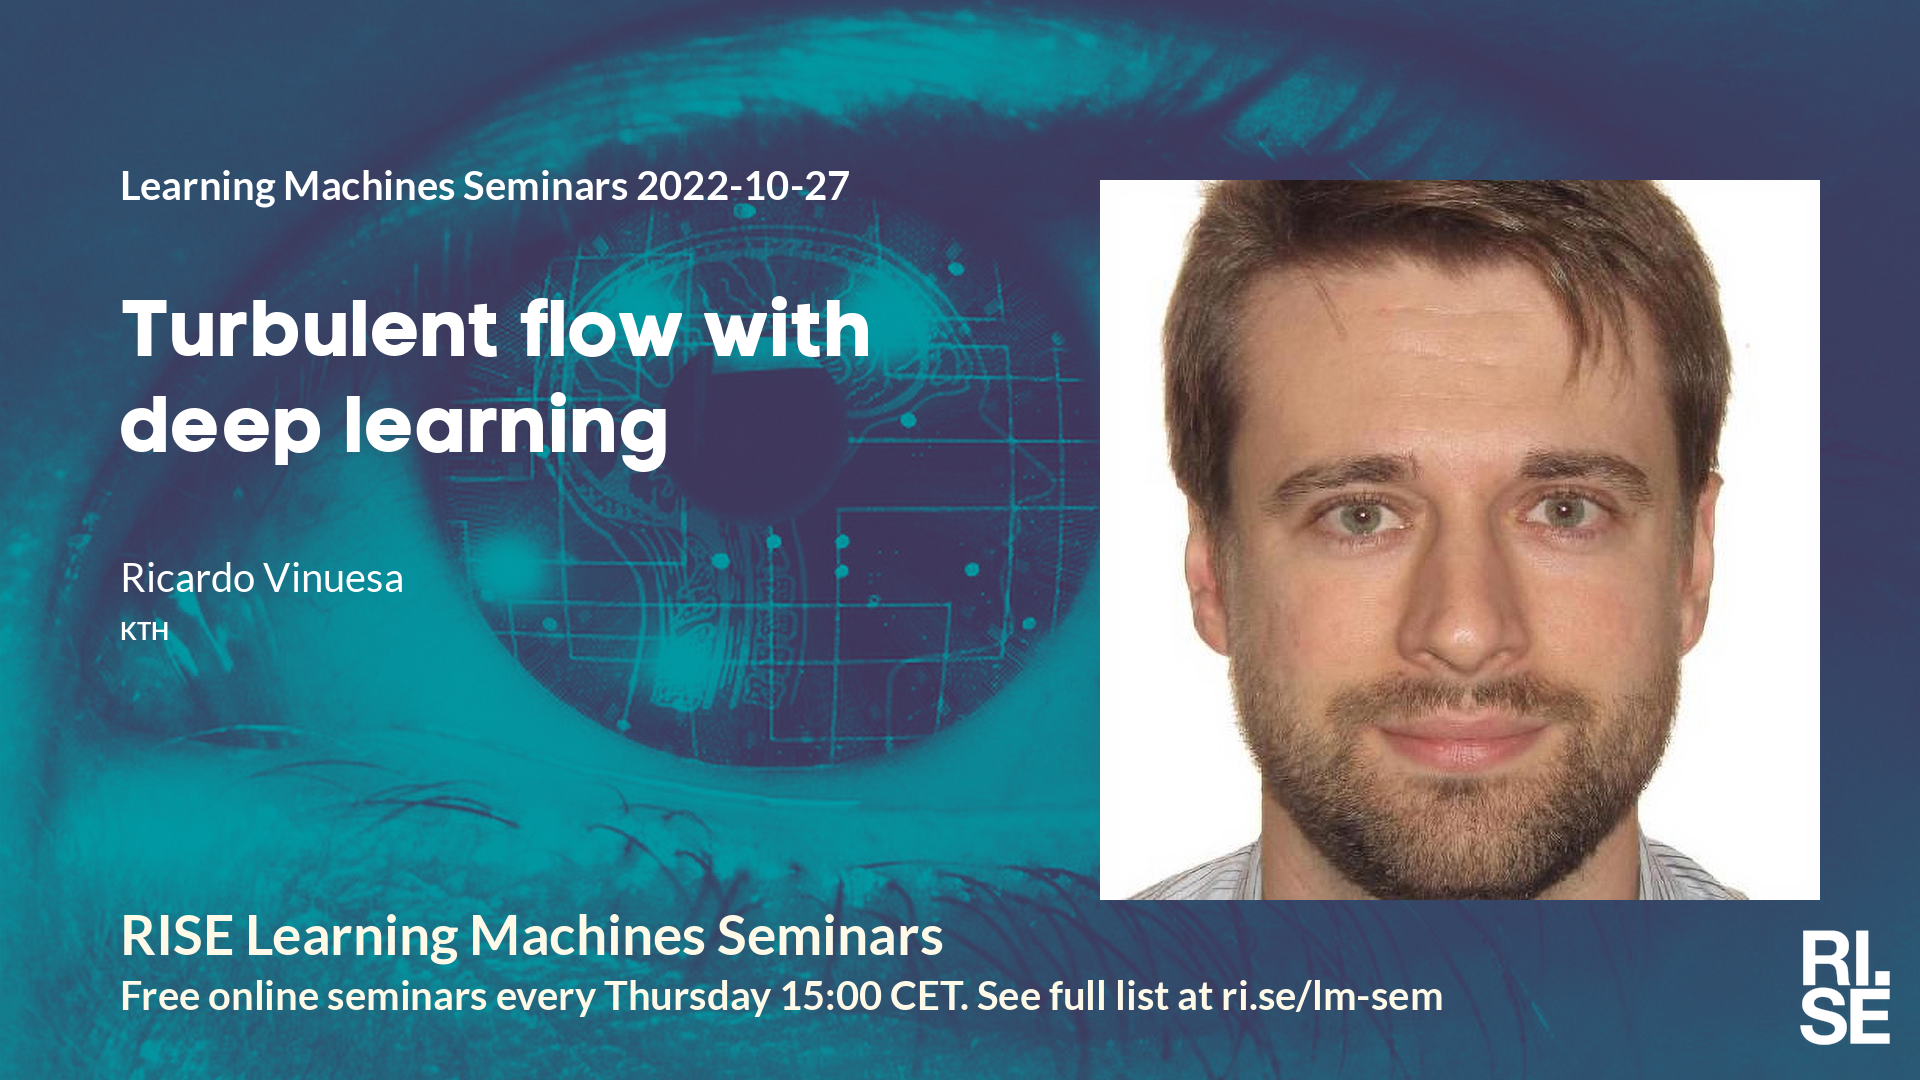 Learning Machines Seminars 2022-10-27
Turbulent flow with
deep learning
Ricardo Vinuesa
KTH
RISE Learning Machines Seminars
Free online seminars every Thursday 15:00 CET. See full list at ri.se/lm-sem
RI.
SE